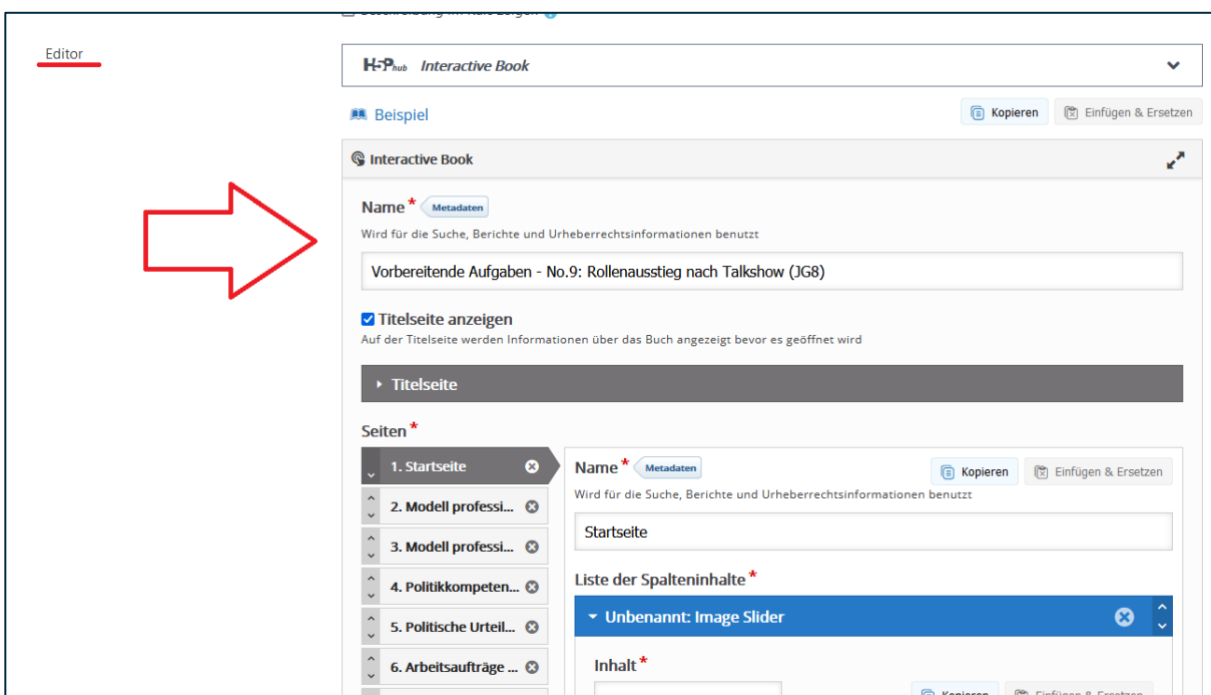 Editor
H5Phub Interactive Book
Beispiel
Kopieren
Einfügen & Ersetzen
Interactive Book
Name* Metadaten
Wird für die Suche, Berichte und Urheberrechtsinformationen benutzt
Vorbereitende Aufgaben - No.9: Rollenausstieg nach Talkshow (JG8)
Titelseite anzeigen
Auf der Titelseite werden Informationen über das Buch angezeigt bevor es geöffnet wird
Titelseite
Seiten*
1. Startseite
2. Modell professi...
3. Modell professi...
4. Politikkompeten...
5. Politische Urteil...
6. Arbeitsaufträge ...
Name* Metadaten
Kopieren
Einfügen & Ersetzen
Wird für die Suche, Berichte und Urheberrechtsinformationen benutzt
Startseite
Liste der Spalteninhalte*
Unbenannt: Image Slider
Inhalt*
Kopieren
Einfügen & Ersetzen